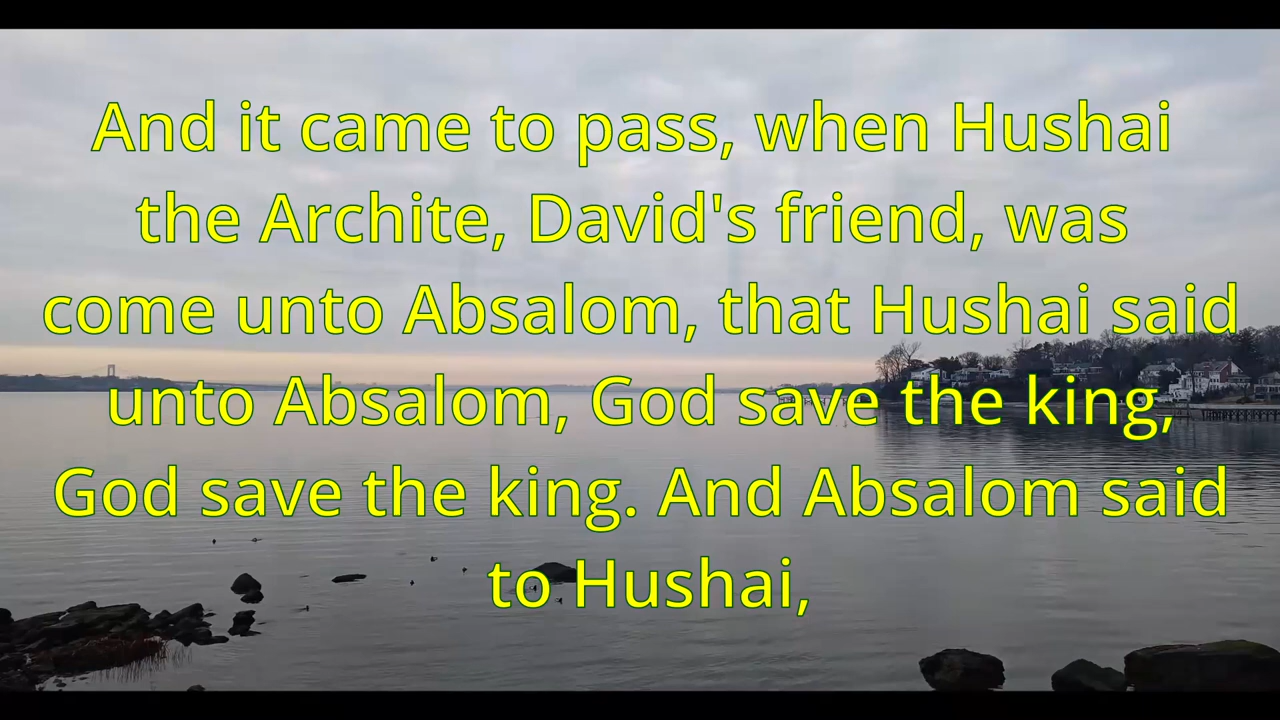 And it came to pass, when Hushai
the Archite, David's friend, was
come unto Absalom, that Hushai said
unto Absalom, God save the king,
God save the king. And Absalom said
to Hushai,